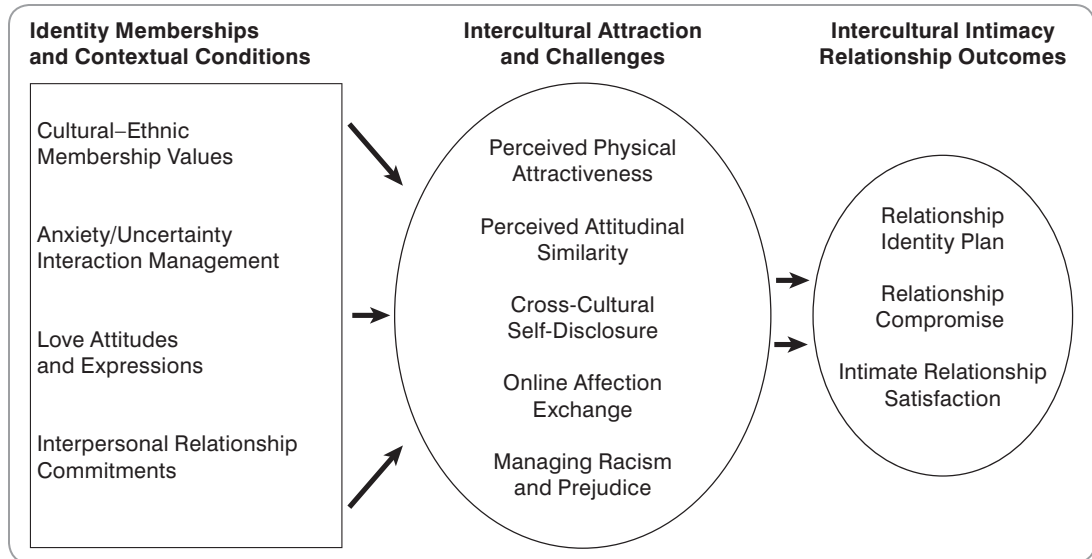 Identity Memberships
and Contextual Conditions
Cultural–Ethnic
Membership Values
Anxiety/Uncertainty
Interaction Management
Love Attitudes
and Expressions
Interpersonal Relationship
Commitments
Intercultural Attraction
and Challenges
Perceived Physical
Attractiveness
Perceived Attitudinal
Similarity
Cross-Cultural
Self-Disclosure
Online Affection
Exchange
Managing Racism
and Prejudice
Intercultural Intimacy
Relationship Outcomes
Relationship
Identity Plan
Relationship
Compromise
Intimate Relationship
Satisfaction